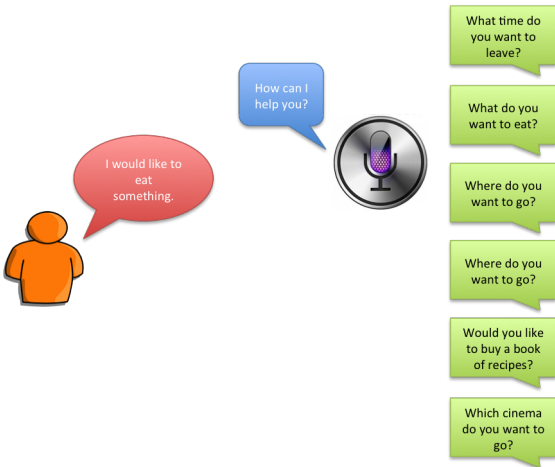 How can I
help you?
I would like to
eat
something.
What time do
you want to
leave?
What do you
want to eat?
Where do you
want to go?
Where do you
want to go?
Would you like
to buy a book
of recipes?
Which cinema
do you want to
go?